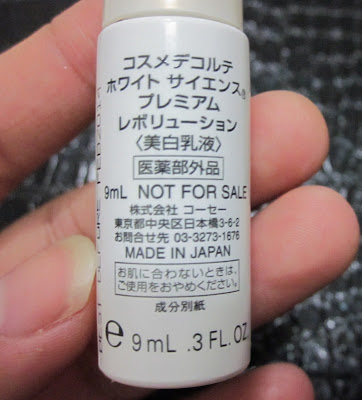 コスメデコルテ
ホワイト サイエンス®
プレミアム
レボリューション
〈美白乳液〉
医薬部外品
9mL NOT FOR SALE
株式会社 コーセー
東京都中央区日本橋3-6-2
お問合せ先 03-3273-1676
MADE IN JAPAN
お肌に合わないときは、
ご使用をおやめください。
成分別紙
e 9 mL .3 FL. OZ.